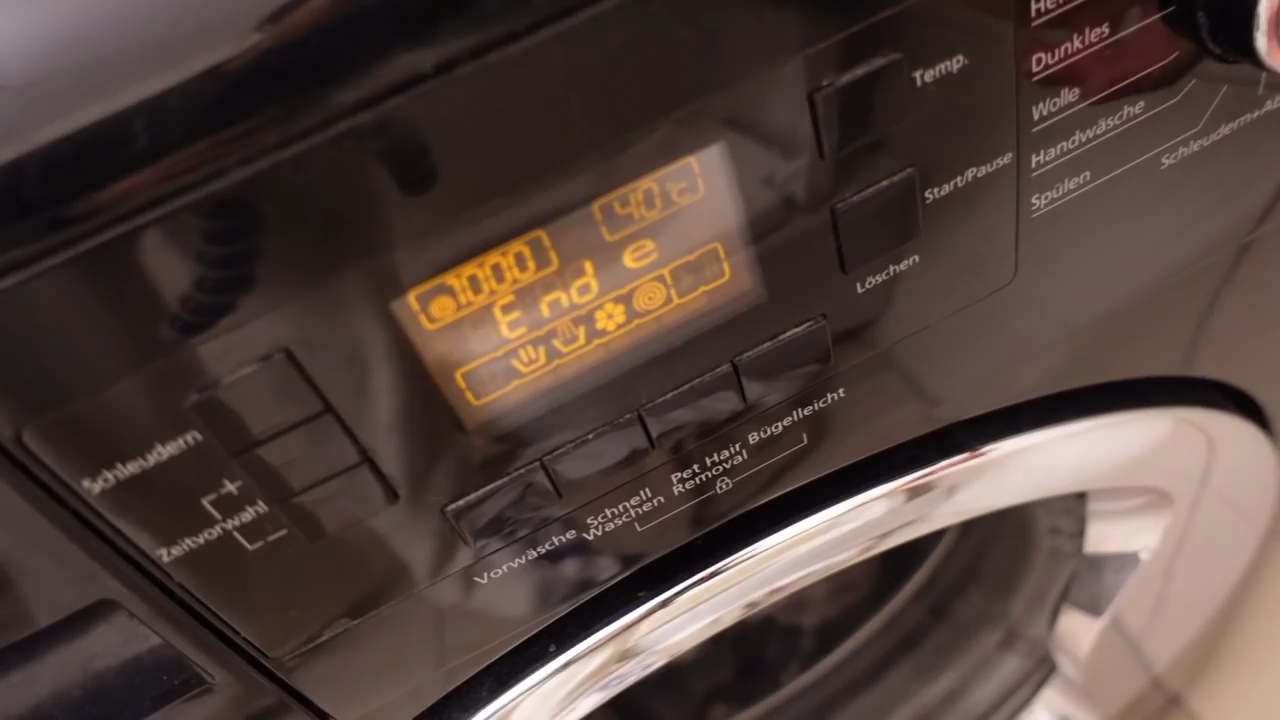 Temp.
Start/Pause
Löschen
40°C
1000
End e
Schleudern
+
Zeitvorwahl
-
Vorwäsche
Schnell
Waschen
Pet Hair
Removal
Bügelleicht
Dunkles
Wolle
Handwäsche
Spülen
Schleudern+